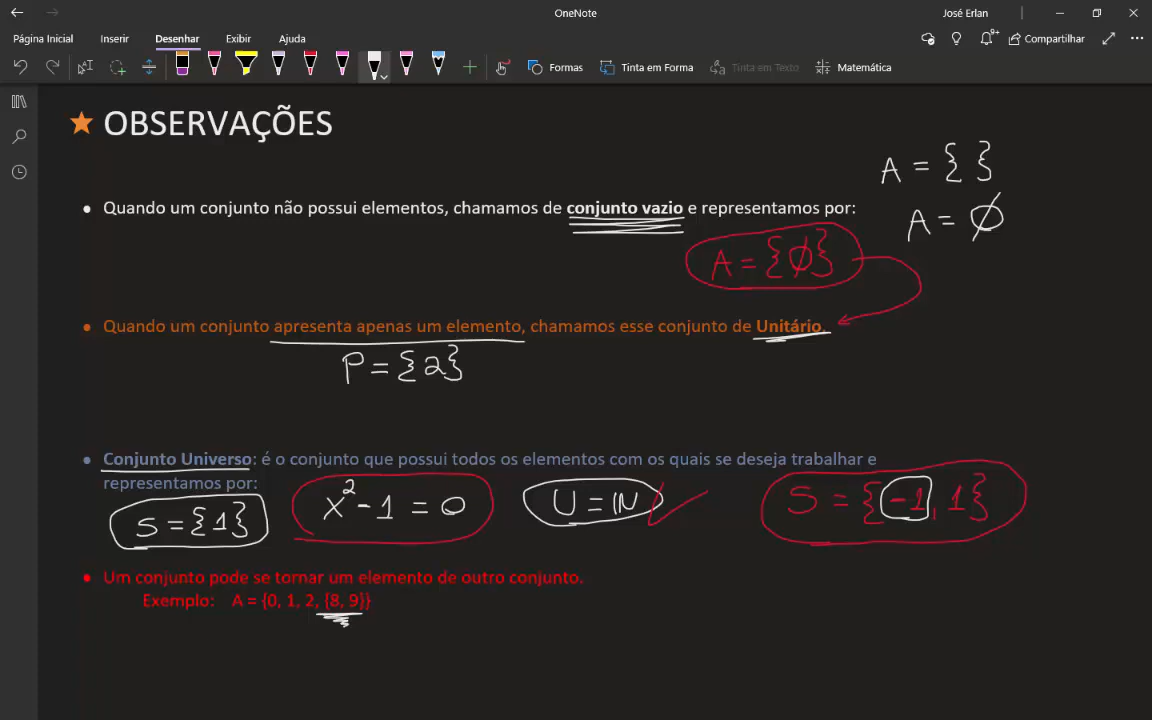 OneNote
José Erlan
Página Inicial
Inserir
Desenhar
Exibir
Ajuda
9+
Compartilhar
Formas
Tinta em Forma
Tinta em Texto
Matemática
OBSERVAÇÕES
A = { }
Quando um conjunto não possui elementos, chamamos de conjunto vazio e representamos por:
A = ∅
A = {∅}
Quando um conjunto apresenta apenas um elemento, chamamos esse conjunto de Unitário.
P = {2}
Conjunto Universo: é o conjunto que possui todos os elementos com os quais se deseja trabalhar e
representamos por:
S = {1}
x² - 1 = 0
U = ℕ
S = {-1, 1}
Um conjunto pode se tornar um elemento de outro conjunto.
Exemplo: A = {0, 1, 2, {8, 9}}